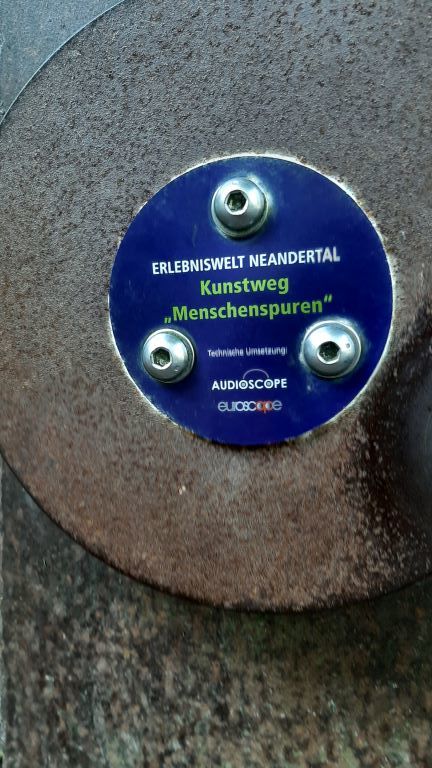 ERLEBNISWELT NEANDERTAL
Kunstweg
„Menschenspuren“
Technische Umsetzung:
AUDIOSCOPE
euroscope